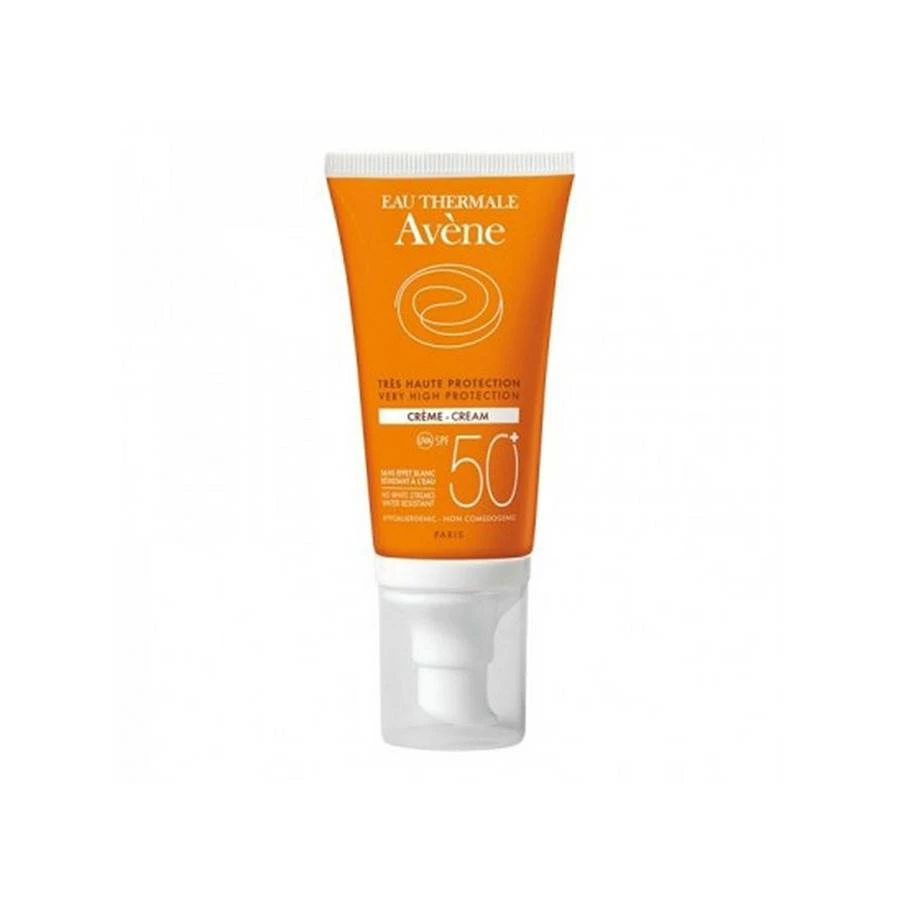 EAU THERMALE
Avène
TRÈS HAUTE PROTECTION
VERY HIGH PROTECTION
CRÈME - CREAM
UVA SPF 50+
SANS EFFET BLANC
RÉSISTANT À L'EAU
NO WHITE STREAKS
WATER RESISTANT
HYPOALLERGENIC - NON COMEDOGENIC
PARIS